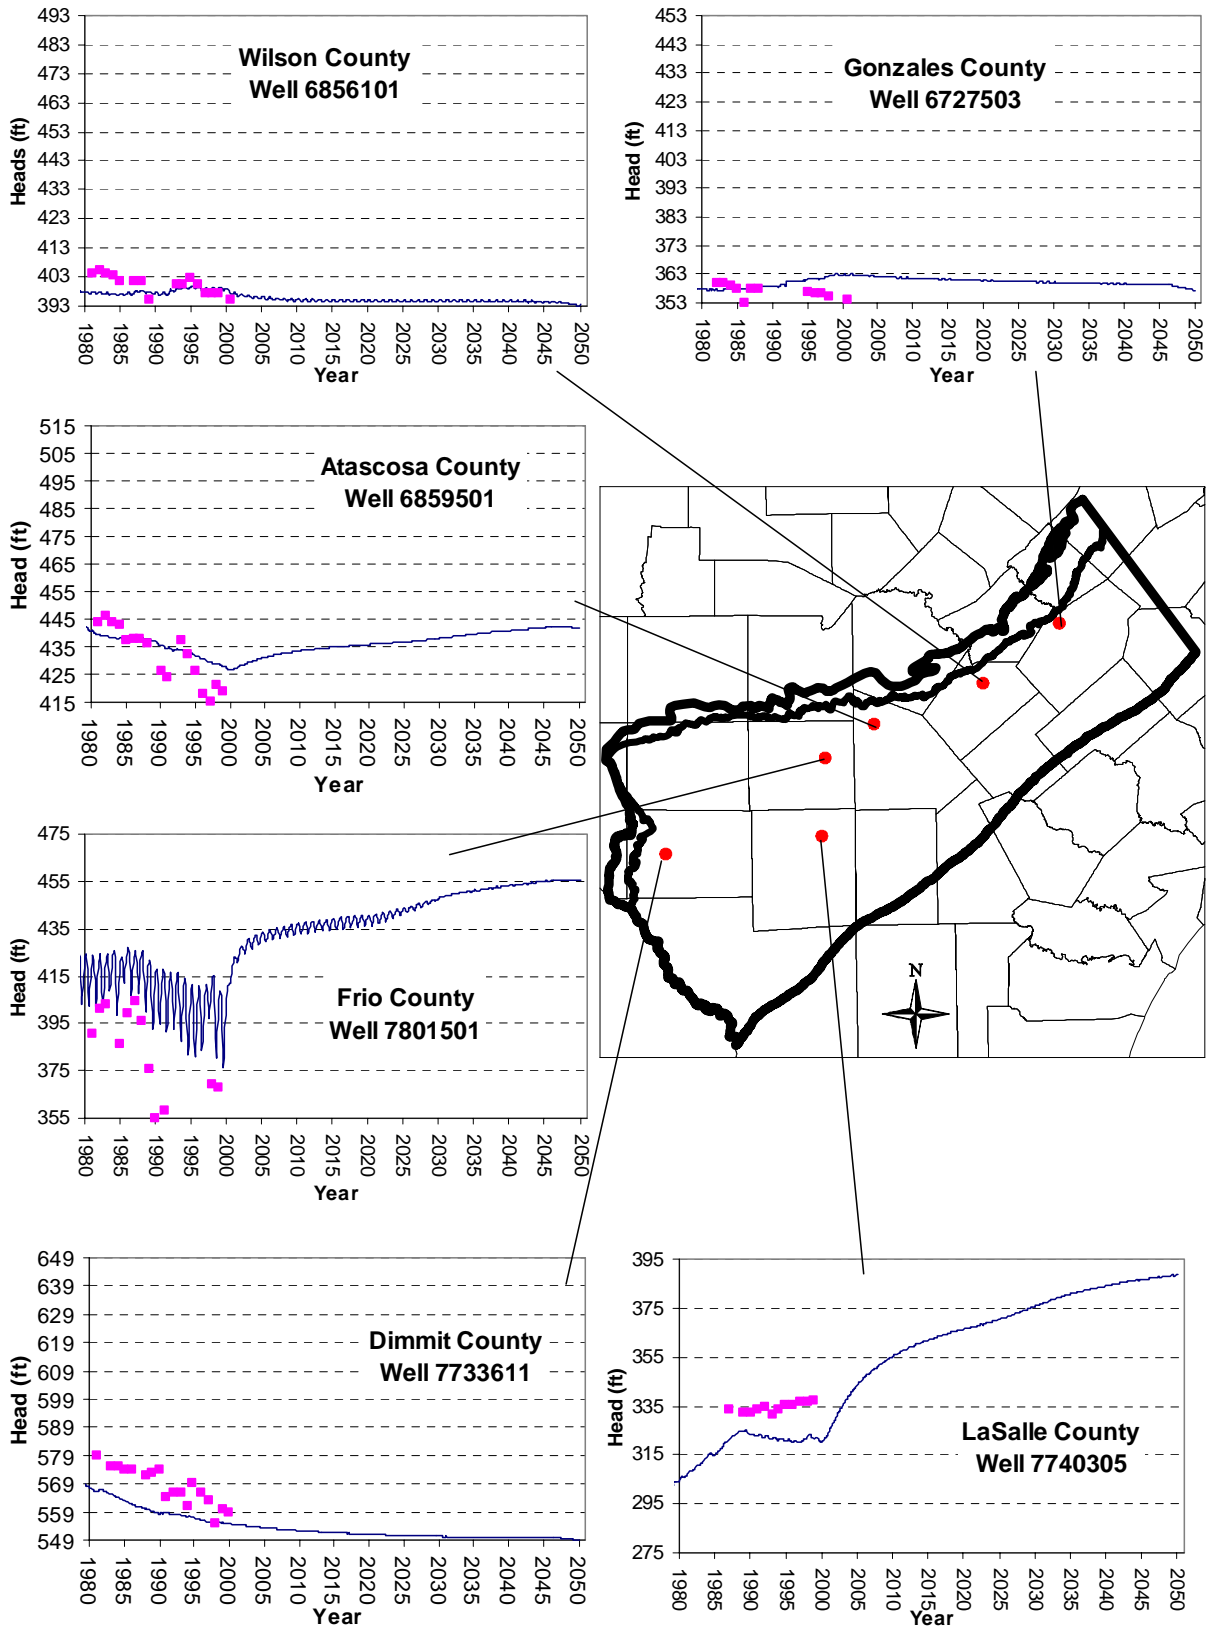 Wilson County
Well 6856101
Heads (ft)
493
483
473
463
453
443
433
423
413
403
393
1980 1985 1990 1995 2000 2005 2010 2015 2020 2025 2030 2035 2040 2045 2050
Year
Gonzales County
Well 6727503
Head (ft)
453
443
433
423
413
403
393
383
373
363
353
1980 1985 1990 1995 2000 2005 2010 2015 2020 2025 2030 2035 2040 2045 2050
Year
Atascosa County
Well 6859501
Head (ft)
515
505
495
485
475
465
455
445
435
425
415
1980 1985 1990 1995 2000 2005 2010 2015 2020 2025 2030 2035 2040 2045 2050
Year
N
Frio County
Well 7801501
Head (ft)
475
455
435
415
395
375
355
1980 1985 1990 1995 2000 2005 2010 2015 2020 2025 2030 2035 2040 2045 2050
Year
Dimmit County
Well 7733611
Head (ft)
649
639
629
619
609
599
589
579
569
559
549
1980 1985 1990 1995 2000 2005 2010 2015 2020 2025 2030 2035 2040 2045 2050
Year
LaSalle County
Well 7740305
Head (ft)
395
375
355
335
315
295
275
1980 1985 1990 1995 2000 2005 2010 2015 2020 2025 2030 2035 2040 2045 2050
Year